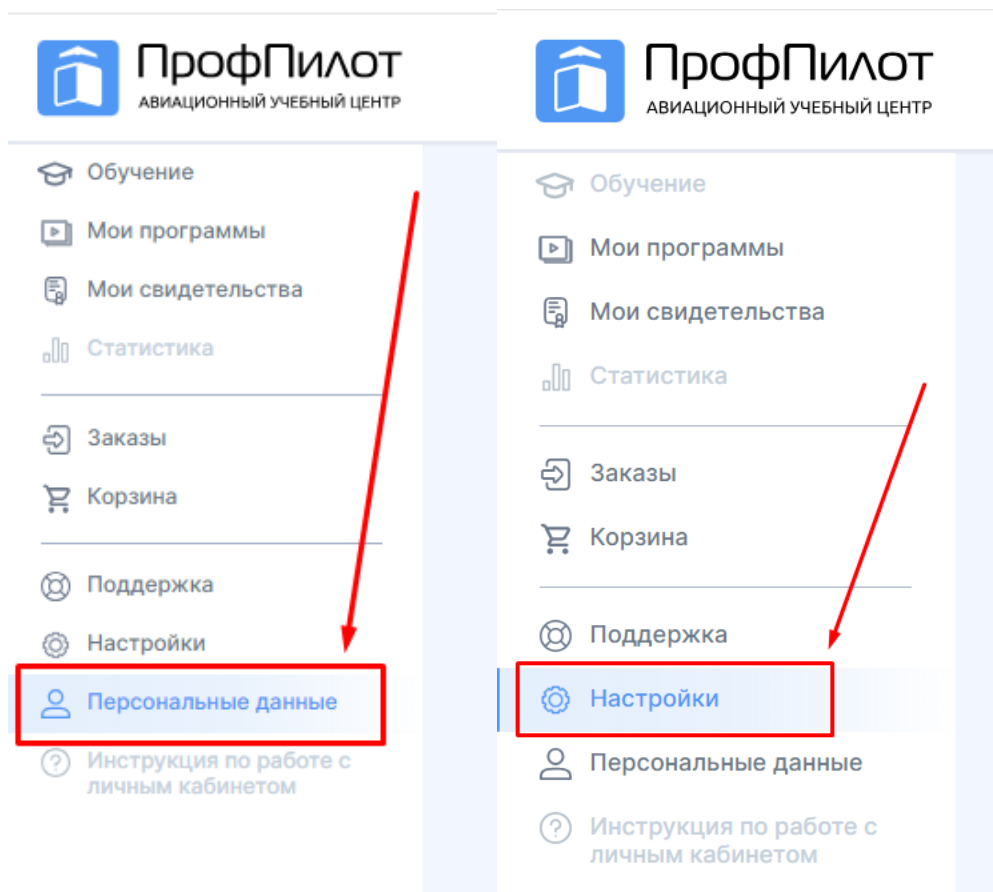 ПрофПилот
АВИАЦИОННЫЙ УЧЕБНЫЙ ЦЕНТР
Обучение
Мои программы
Мои свидетельства
Статистика
Заказы
Корзина
Поддержка
Настройки
Персональные данные
Инструкция по работе с
личным кабинетом
ПрофПилот
АВИАЦИОННЫЙ УЧЕБНЫЙ ЦЕНТР
Обучение
Мои программы
Мои свидетельства
Статистика
Заказы
Корзина
Поддержка
Настройки
Персональные данные
Инструкция по работе с
личным кабинетом